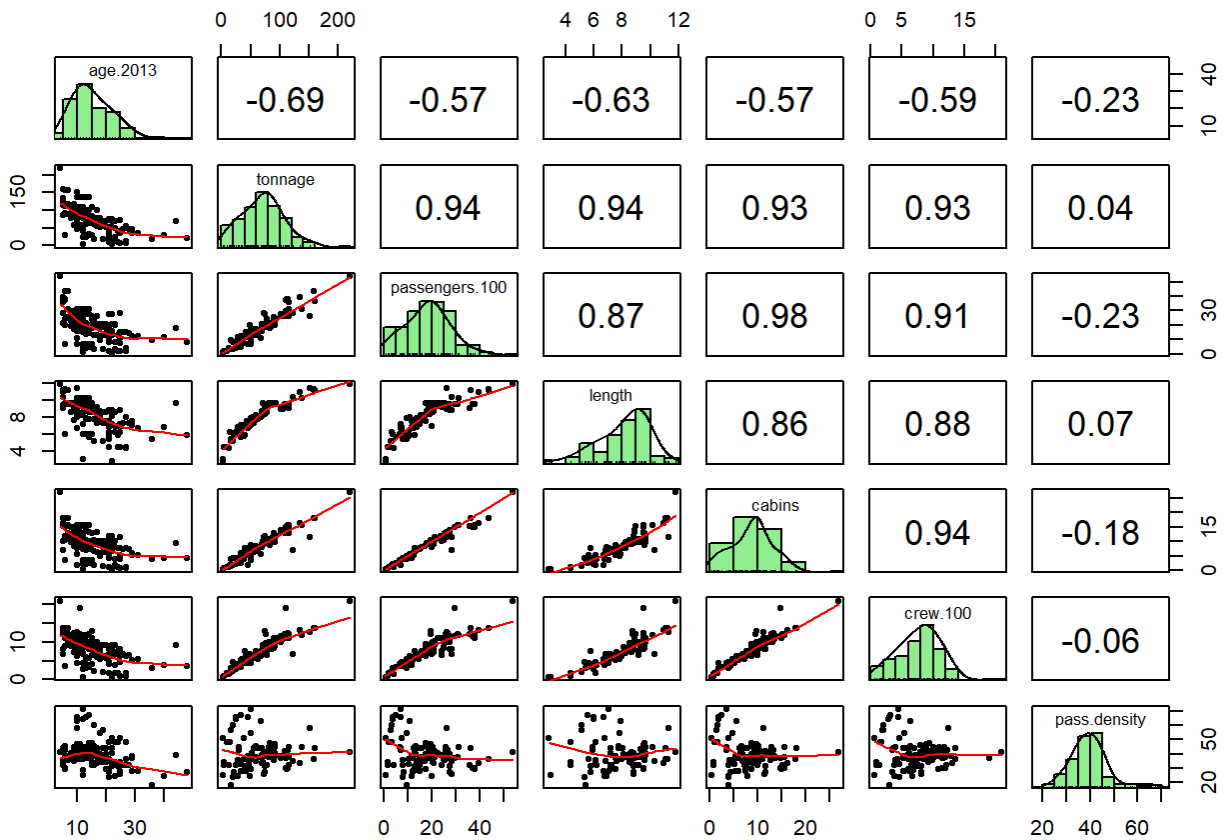 0 100 200 4 6 8 10 12 0 5 15
age.2013 -0.69 -0.57 -0.63 -0.57 -0.59 -0.23 10 40
0 150 tonnage 0.94 0.94 0.93 0.93 0.04
passengers.100 0.87 0.98 0.91 -0.23 0 30
4 8 length 0.86 0.88 0.07
cabins 0.94 -0.18 0 15
0 10 crew.100 -0.06
pass.density 20 50
10 30 0 20 40 0 10 20 20 40 60